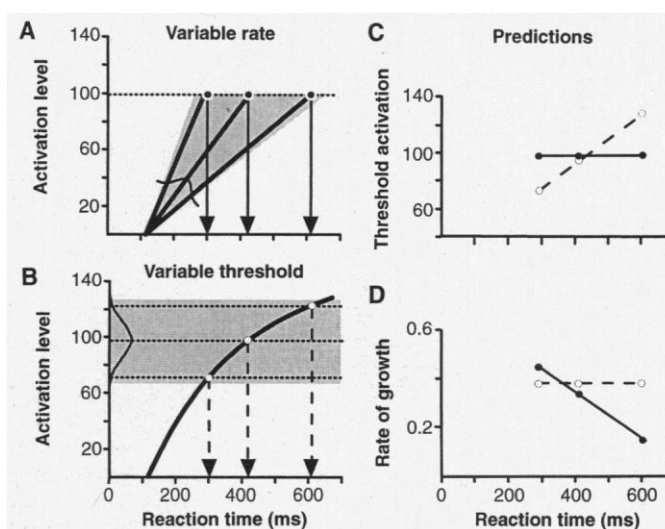 A
Variable rate
Activation level
140
100
60
20
B
Variable threshold
Activation level
140
100
60
20
0
200
400
600
Reaction time (ms)
C
Predictions
Threshold activation
140
100
60
D
Rate of growth
0.6
0.2
0
200
400
600
Reaction time (ms)